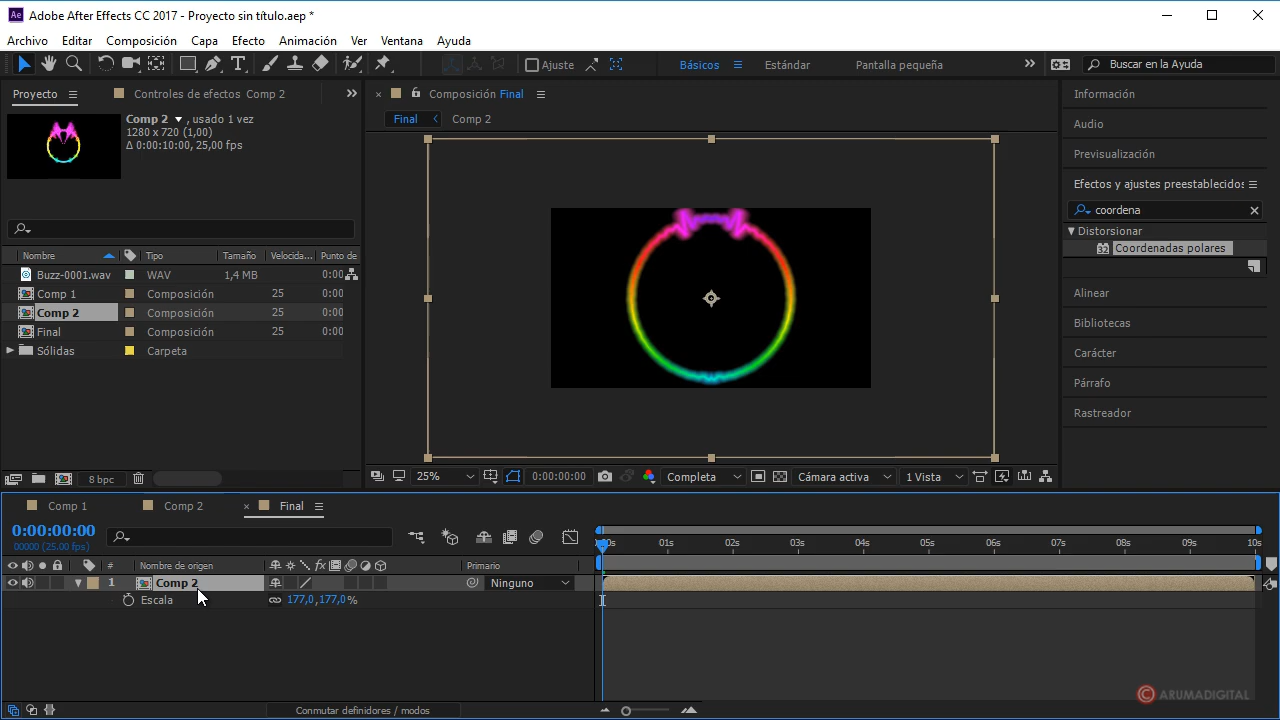 Ae Adobe After Effects CC 2017 - Proyecto sin título.aep *
Archivo Editar Composición Capa Efecto Animación Ver Ventana Ayuda
Ajuste Básicos Estándar Pantalla pequeña Buscar en la Ayuda
Proyecto Controles de efectos Comp 2
Comp 2 , usado 1 vez
1280 x 720 (1,00)
Δ 0:00:10:00, 25,00 fps
Nombre Tipo Tamaño Velocida... Punto de
Buzz-0001.wav WAV 1,4 MB 0:00
Comp 1 Composición 25 0:00
Comp 2 Composición 25 0:00
Final Composición 25 0:00
Sólidas Carpeta
8 bpc
Composición Final
Final Comp 2
25% 0:00:00:00 Completa Cámara activa 1 Vista
Información
Audio
Previsualización
Efectos y ajustes preestablecidos
coordena
Distorsionar
32 Coordenadas polares
Alinear
Bibliotecas
Carácter
Párrafo
Rastreador
Comp 1 Comp 2 Final
0:00:00:00
00000 (25.00 fps)
:00s 01s 02s 03s 04s 05s 06s 07s 08s 09s 10s
# Nombre de origen fx Primario
1 Comp 2 Ninguno
Escala 177,0,177,0%
Conmutar definidores / modos
© ARUMADIGITAL